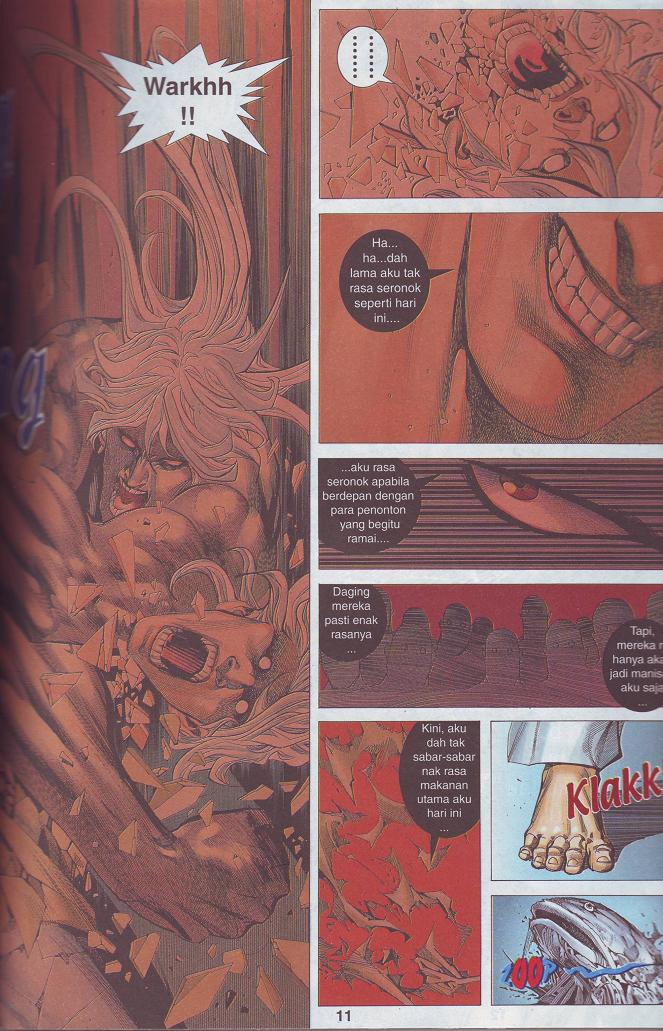 Warkhh
!!
Ha...
ha...dah
lama aku tak
rasa seronok
seperti hari
ini....
...aku rasa
seronok apabila
berdepan dengan
para penonton
yang begitu
ramai....
Daging
mereka
pasti enak
rasanya
...
Tapi,
mereka
hanya
jadi
aku saja
...
Kini, aku
dah tak
sabar-sabar
nak rasa
makanan
utama aku
hari ini
...
Klakk
11